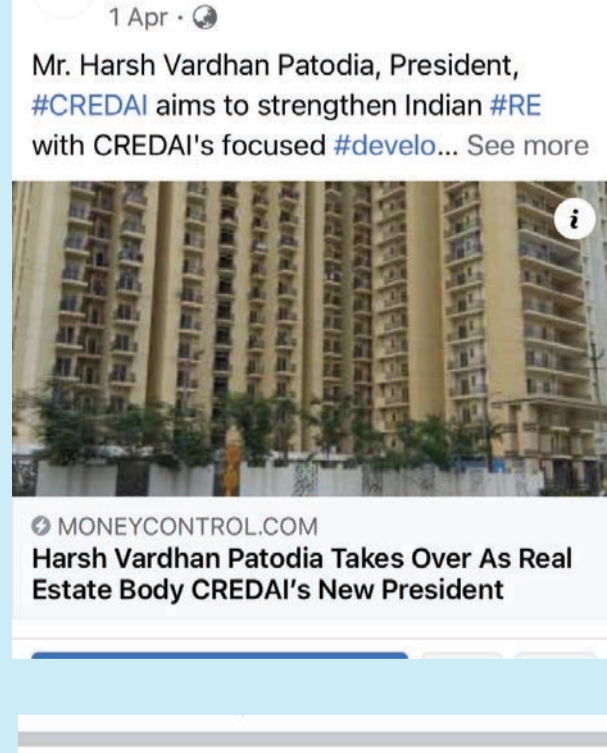 1 Apr ·
Mr. Harsh Vardhan Patodia, President,
#CREDAI aims to strengthen Indian #RE
with CREDAI's focused #develo... See more
i
MONEYCONTROL.COM
Harsh Vardhan Patodia Takes Over As Real
Estate Body CREDAI's New President